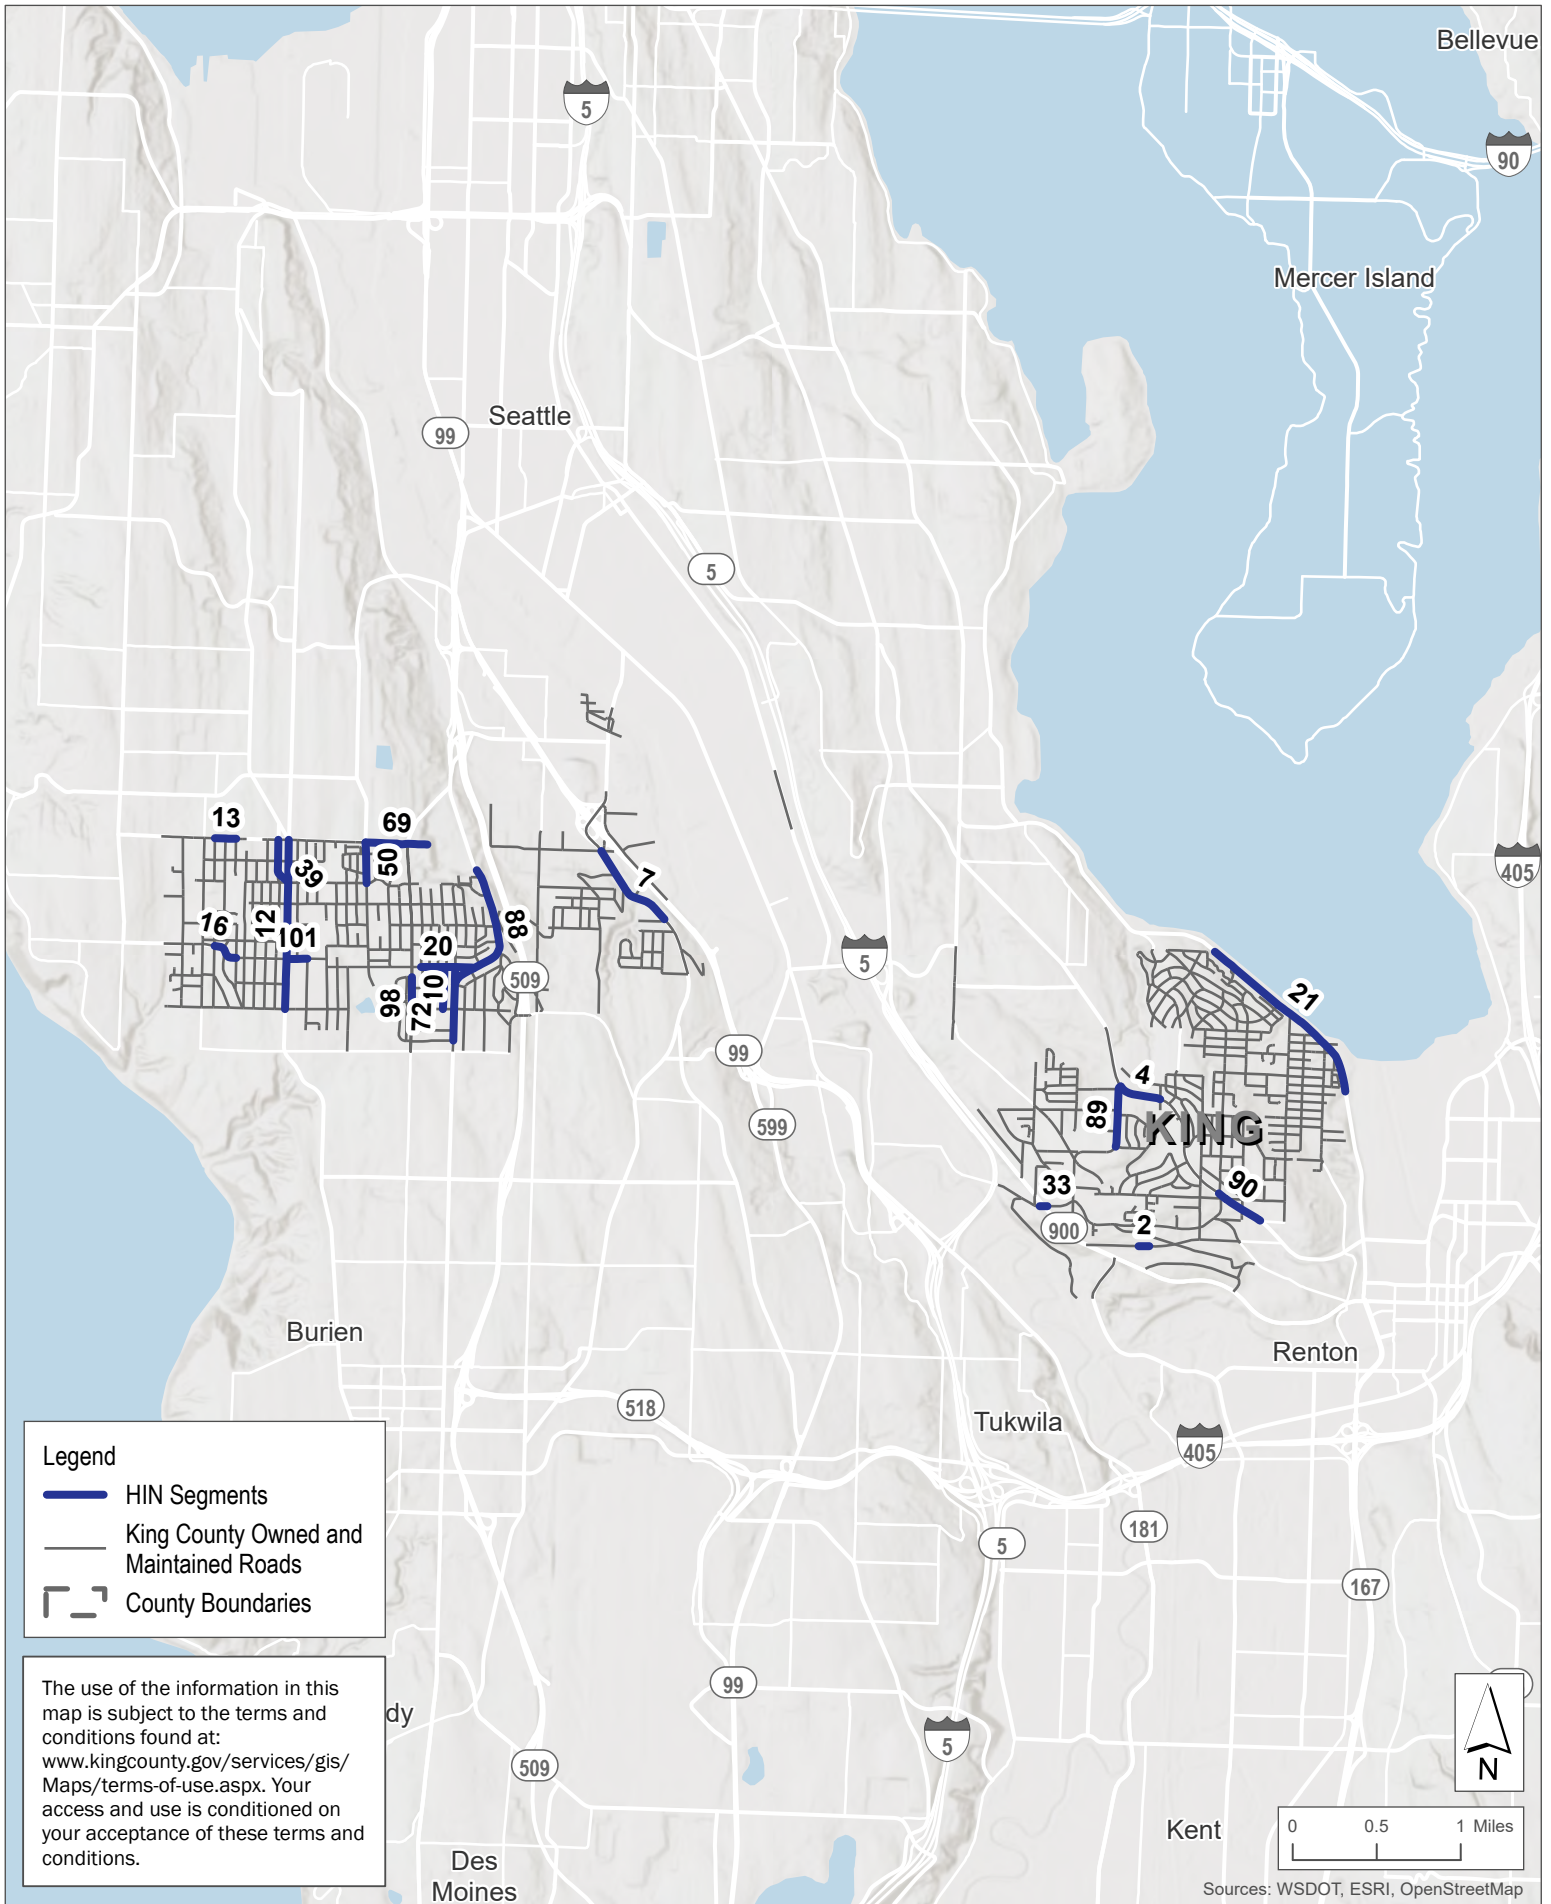 Bellevue
5
90
Mercer Island
Seattle
99
5
13
69
50
39
7
405
16
12
101
88
20
5
509
10
98
72
21
99
4
89
KING
599
33
90
900
2
Burien
Renton
518
Tukwila
405
Legend
HIN Segments
King County Owned and
Maintained Roads
County Boundaries
181
5
167
The use of the information in this
map is subject to the terms and
conditions found at:
www.kingcounty.gov/services/gis/
Maps/terms-of-use.aspx. Your
access and use is conditioned on
your acceptance of these terms and
conditions.
dy
99
5
509
N
Kent
0 0.5 1 Miles
Des
Moines
Sources: WSDOT, ESRI, OpenStreetMap